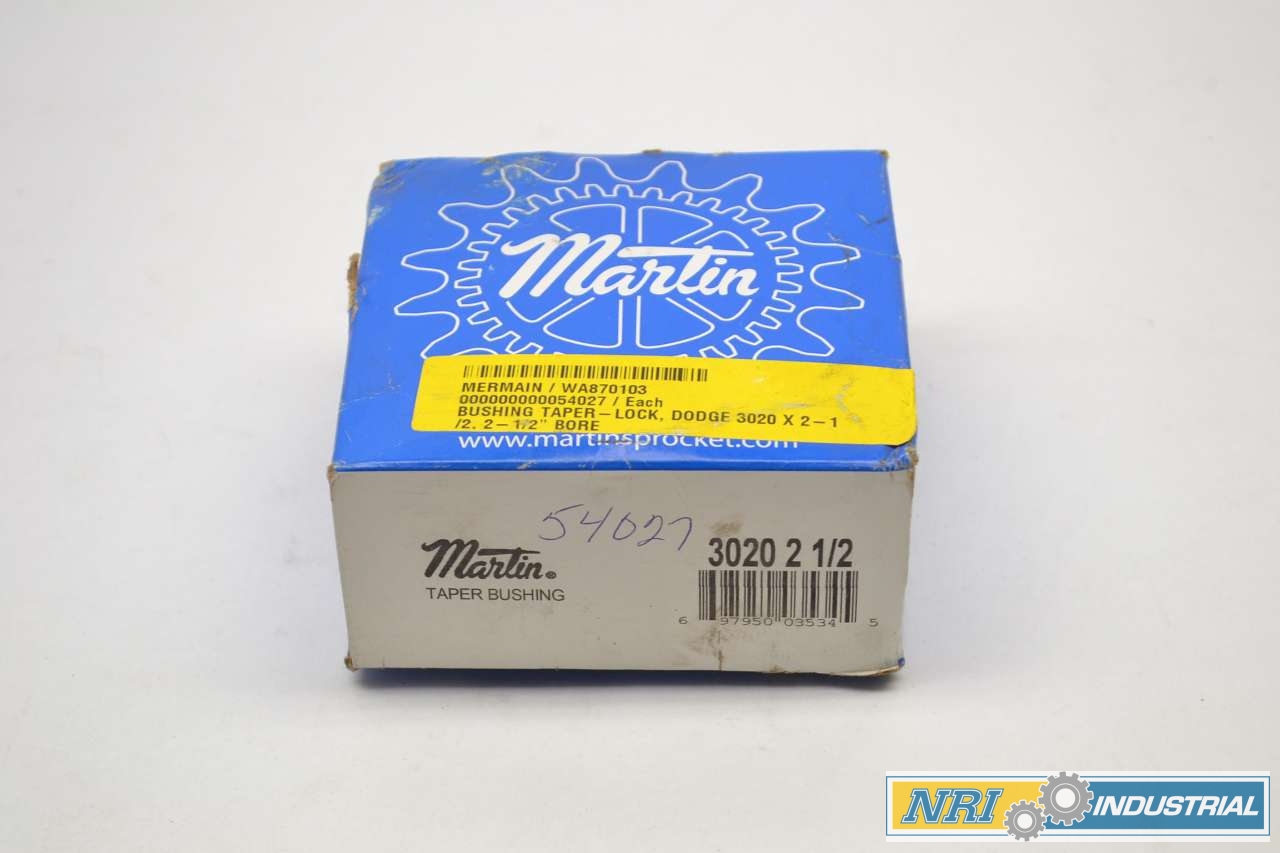 Martin
MERMAIN / WA870103
000000000054027 / Each
BUSHING TAPER-LOCK, DODGE 3020 X 2-1
/2, 2-1/2" BORE
www.martinsprocket.com
54027
Martin®
TAPER BUSHING
3020 2 1/2
6 97950 03534 5
NRI INDUSTRIAL